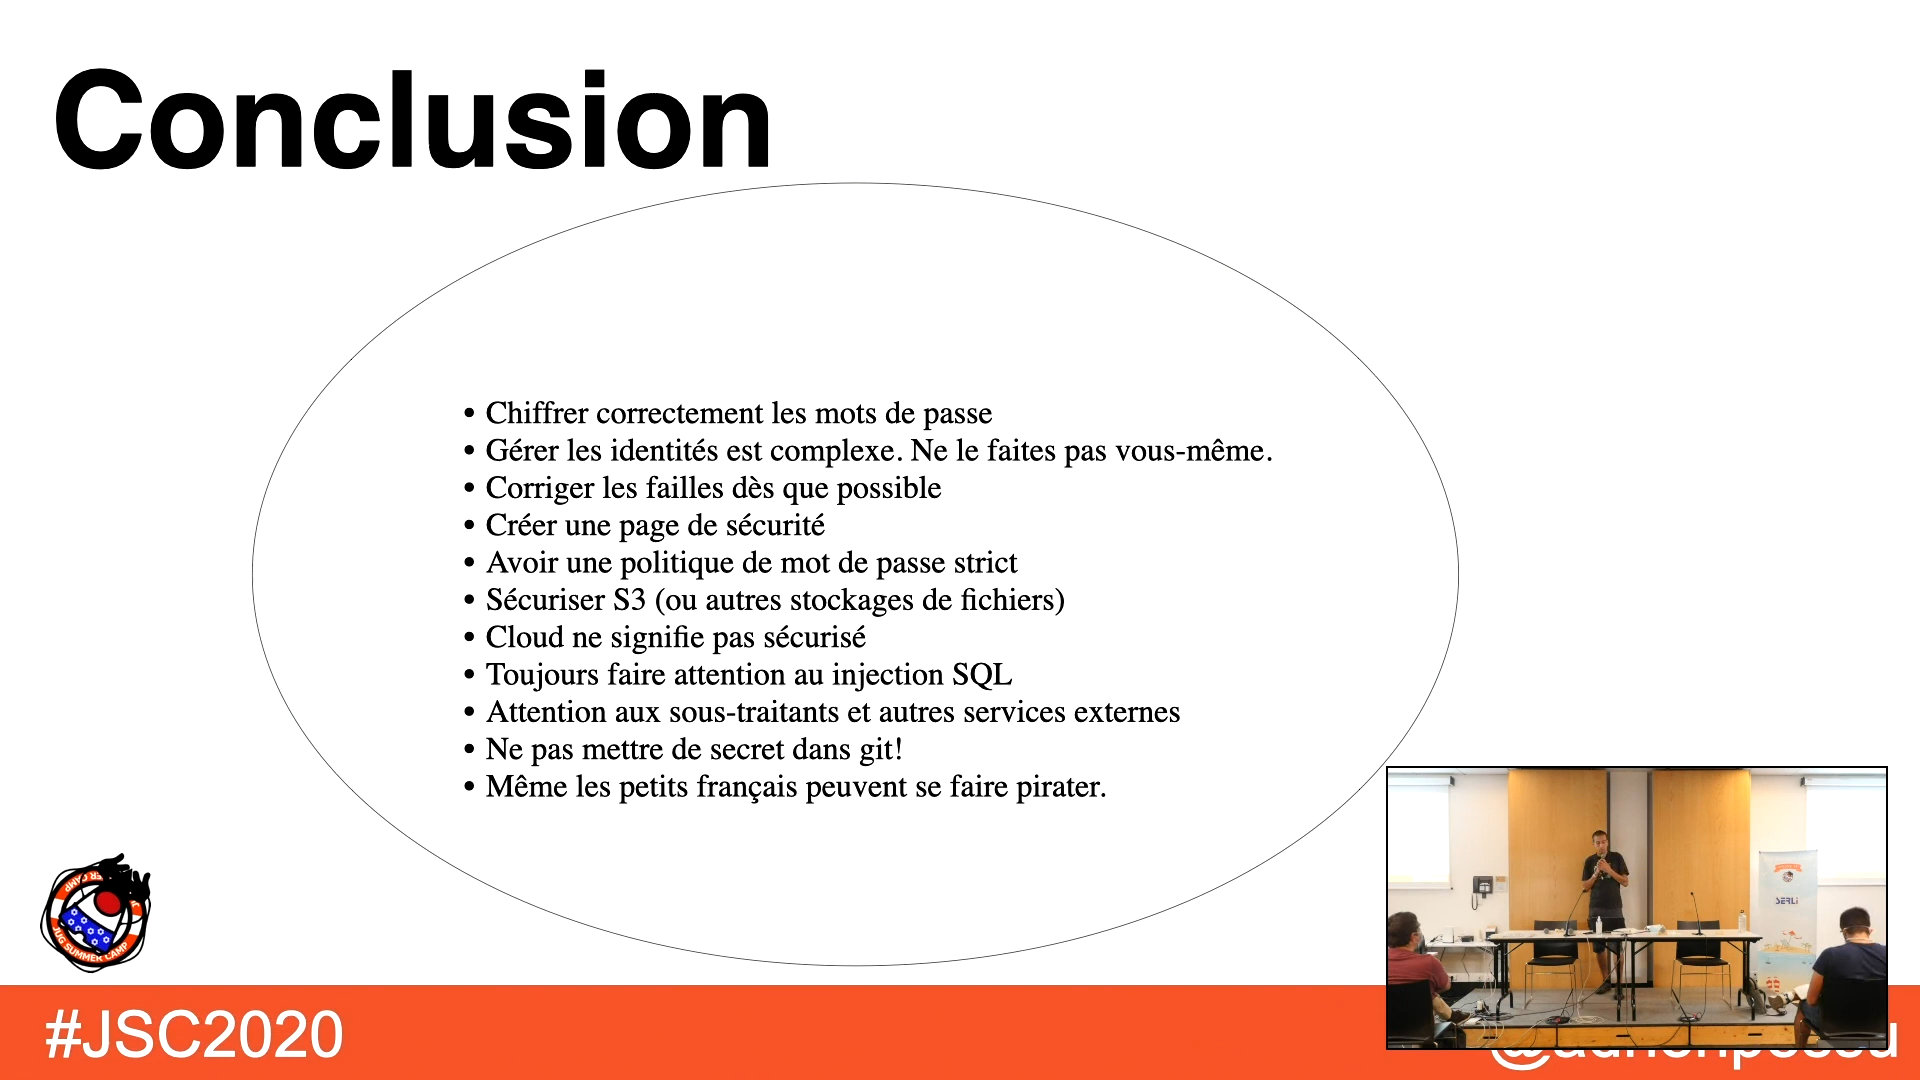 Conclusion
• Chiffrer correctement les mots de passe
• Gérer les identités est complexe. Ne le faites pas vous-même.
• Corriger les failles dès que possible
• Créer une page de sécurité
• Avoir une politique de mot de passe strict
• Sécuriser S3 (ou autres stockages de fichiers)
• Cloud ne signifie pas sécurisé
• Toujours faire attention au injection SQL
• Attention aux sous-traitants et autres services externes
• Ne pas mettre de secret dans git!
• Même les petits français peuvent se faire pirater.
JUG SUMMER CAMP
SERLI
#JSC2020